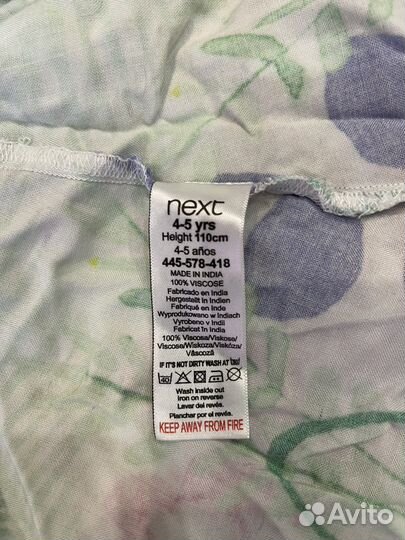 next
4-5 yrs
Height 110cm
4-5 años
445-578-418
MADE IN INDIA
100% VISCOSE
Fabricado en India
Hergestellt in Indien
Fabriqué en Inde
Wyprodukowano w Indiach
Vyrobeno v Indii
Fabricat în India
100% Viscosa/Viskose/
Viscose/Wiskoza/Viskóza/
Vâscoză
IF IT'S NOT DIRTY WASH AT
40
Wash inside out
Iron on reverse
Lavar del revés.
Planchar por el revés.
KEEP AWAY FROM FIRE
Avito